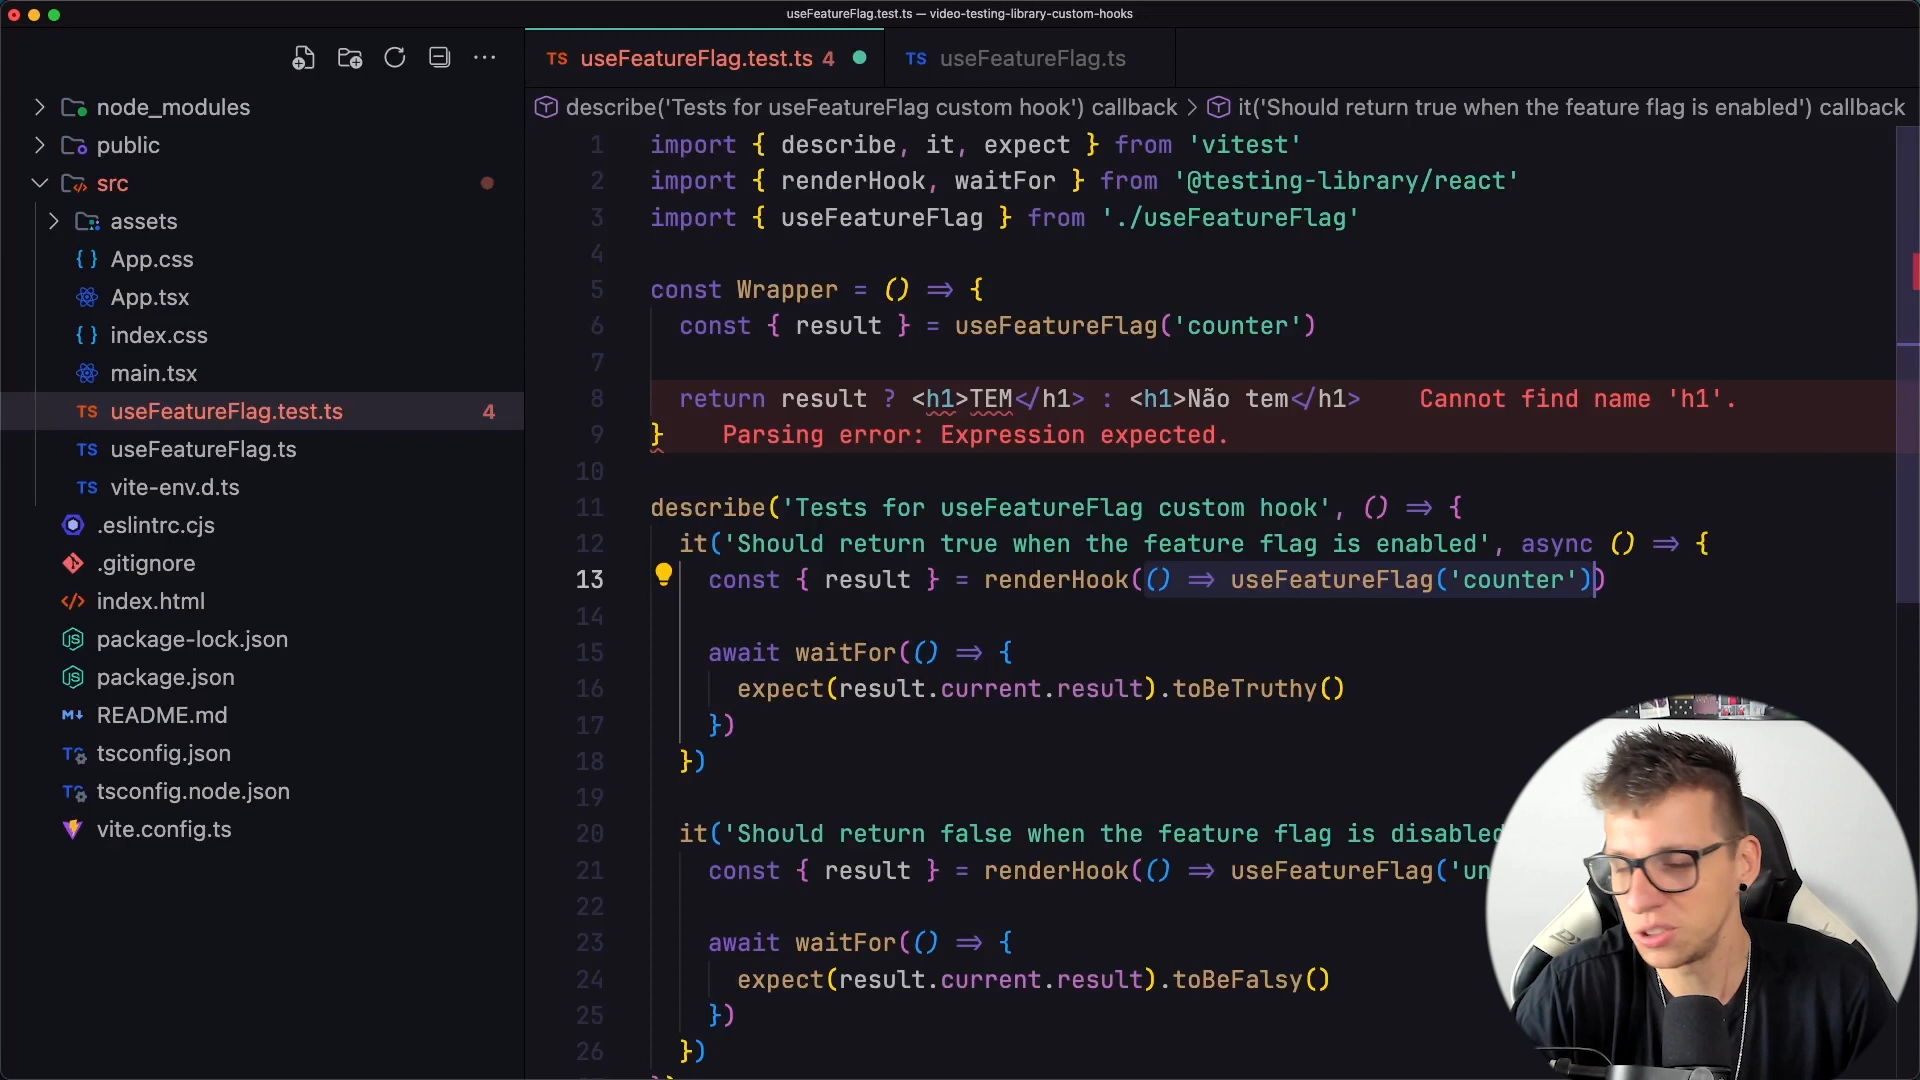 useFeatureFlag.test.ts — video-testing-library-custom-hooks
TS useFeatureFlag.test.ts 4
TS useFeatureFlag.ts
describe('Tests for useFeatureFlag custom hook') callback > it('Should return true when the feature flag is enabled') callback
node_modules
public
src
assets
App.css
App.tsx
index.css
main.tsx
TS useFeatureFlag.test.ts 4
TS useFeatureFlag.ts
TS vite-env.d.ts
.eslintrc.cjs
.gitignore
index.html
package-lock.json
package.json
README.md
tsconfig.json
tsconfig.node.json
vite.config.ts
1 import { describe, it, expect } from 'vitest'
2 import { renderHook, waitFor } from '@testing-library/react'
3 import { useFeatureFlag } from './useFeatureFlag'
4
5 const Wrapper = () => {
6 const { result } = useFeatureFlag('counter')
7
8 return result ? <h1>TEM</h1> : <h1>Não tem</h1> Cannot find name 'h1'.
9 } Parsing error: Expression expected.
10
11 describe('Tests for useFeatureFlag custom hook', () => {
12 it('Should return true when the feature flag is enabled', async () => {
13 const { result } = renderHook(() => useFeatureFlag('counter'))
14
15 await waitFor(() => {
16 expect(result.current.result).toBeTruthy()
17 })
18 })
19
20 it('Should return false when the feature flag is disabled
21 const { result } = renderHook(() => useFeatureFlag('un
22
23 await waitFor(() => {
24 expect(result.current.result).toBeFalsy()
25 })
26 })